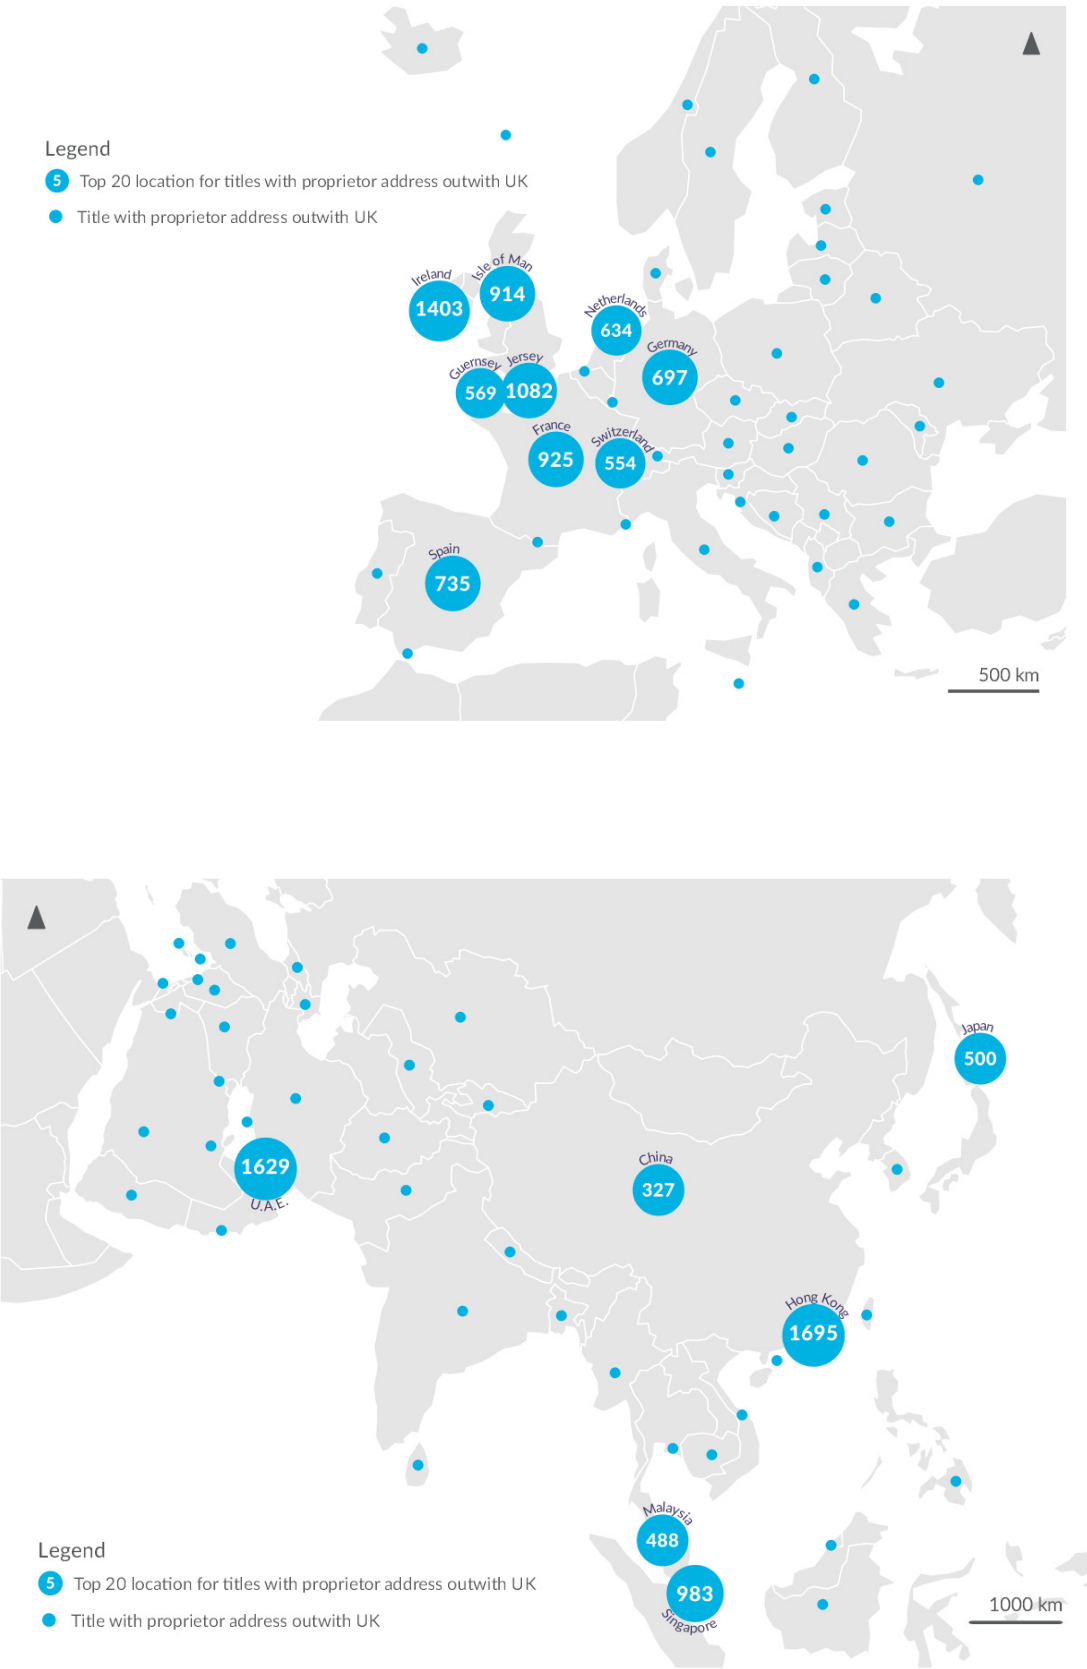 Legend
5 Top 20 location for titles with proprietor address outwith UK
Title with proprietor address outwith UK
Ireland
1403
Isle of Man
914
Netherlands
634
Germany
697
Guernsey
569
Jersey
1082
France
925
Switzerland
554
Spain
735
500 km
Japan
500
1629
U.A.E.
China
327
Hong Kong
1695
Malaysia
488
983
Singapore
Legend
5 Top 20 location for titles with proprietor address outwith UK
Title with proprietor address outwith UK
1000 km